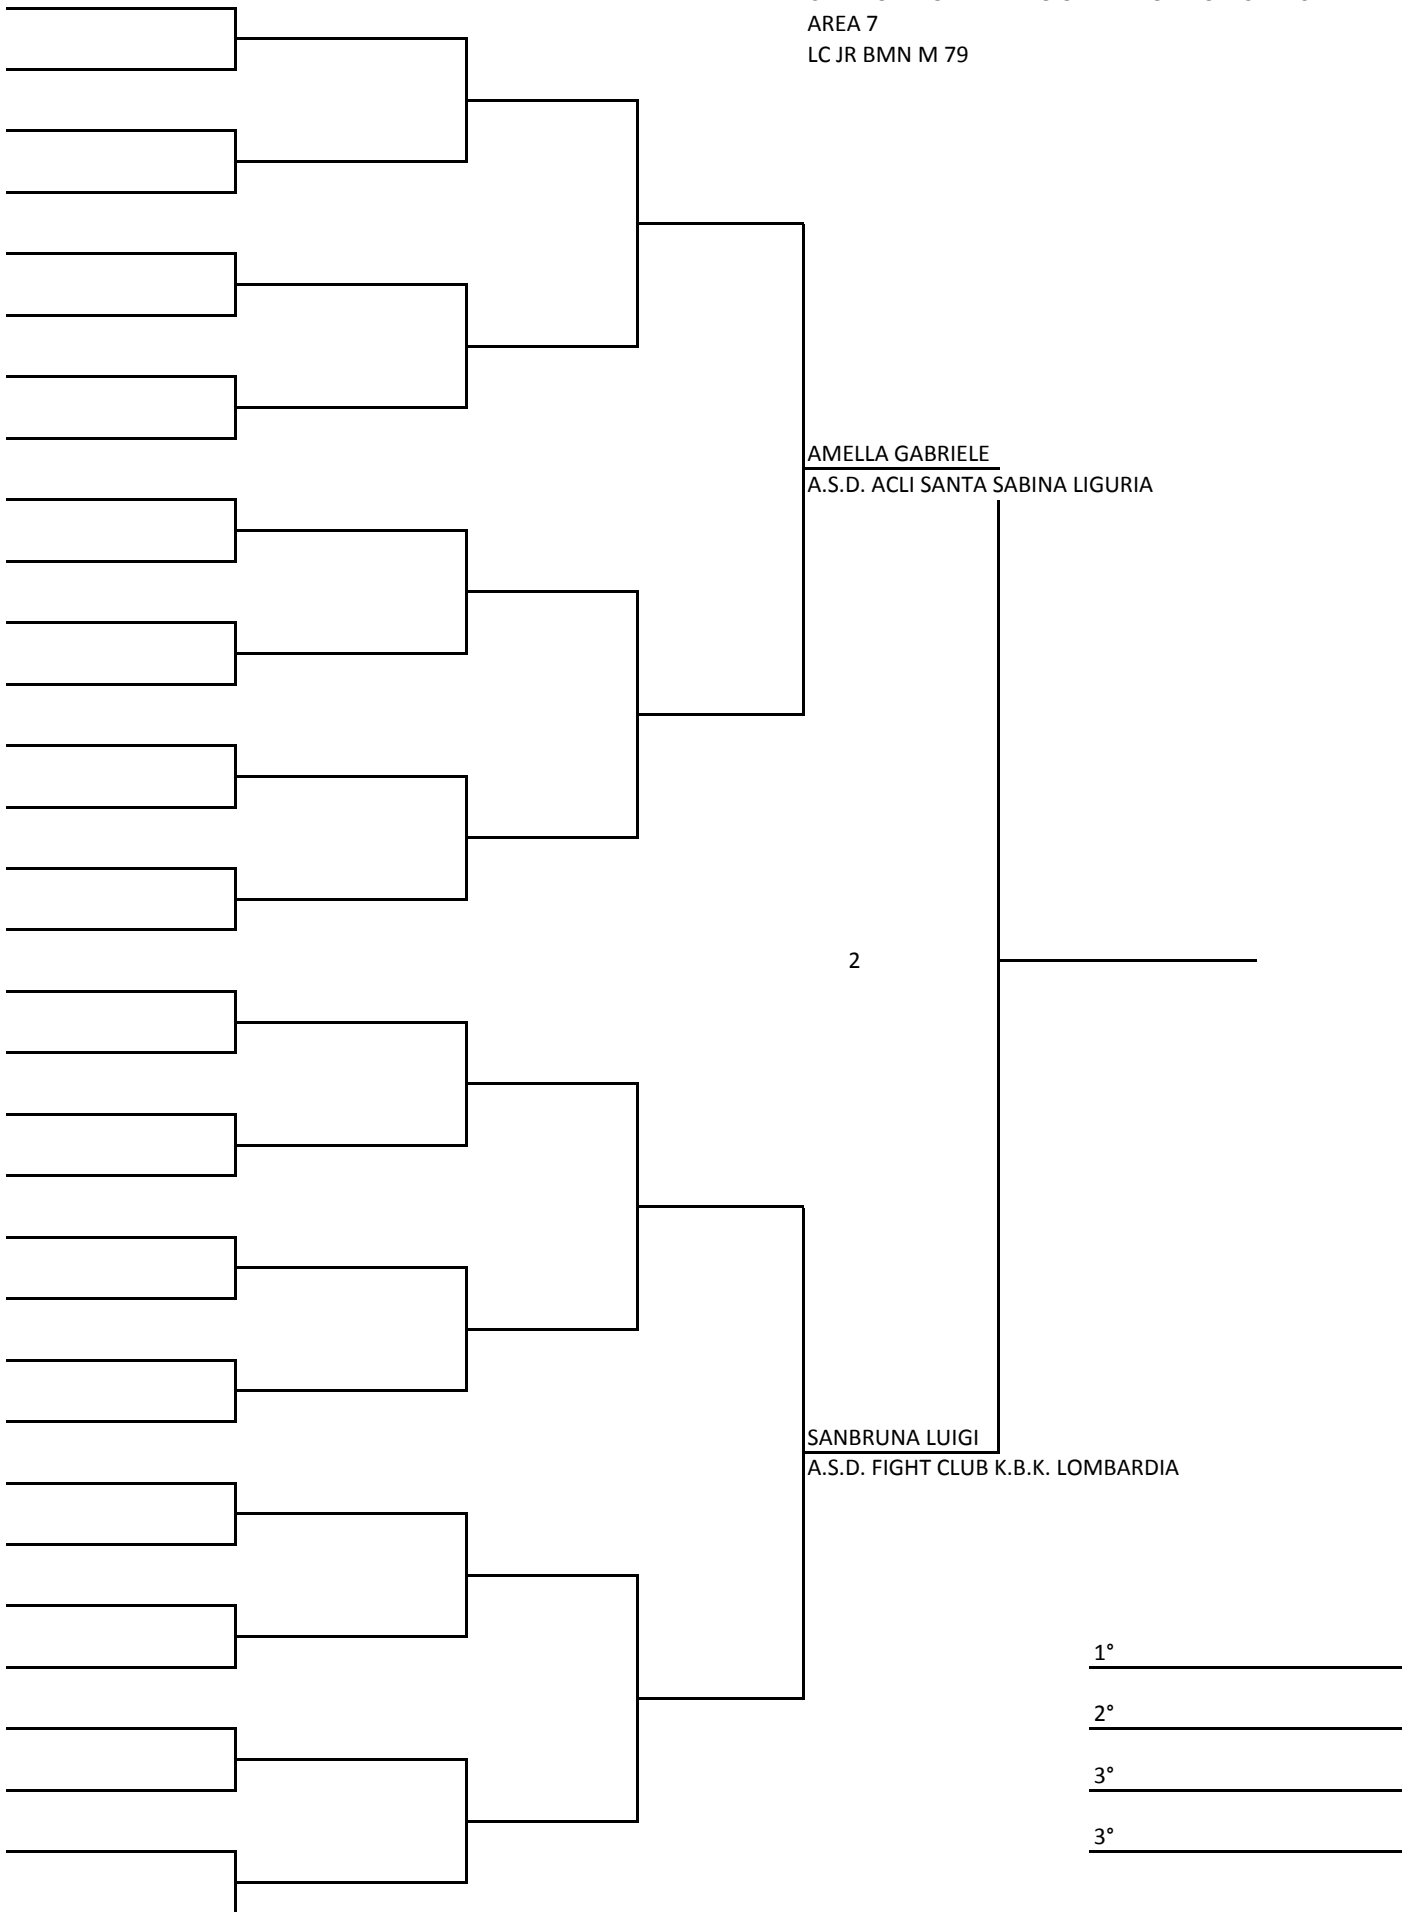 AREA 7
LC JR BMN M 79
AMELLA GABRIELE
A.S.D. ACLI SANTA SABINA LIGURIA
2
SANBRUNA LUIGI
A.S.D. FIGHT CLUB K.B.K. LOMBARDIA
1°
2°
3°
3°